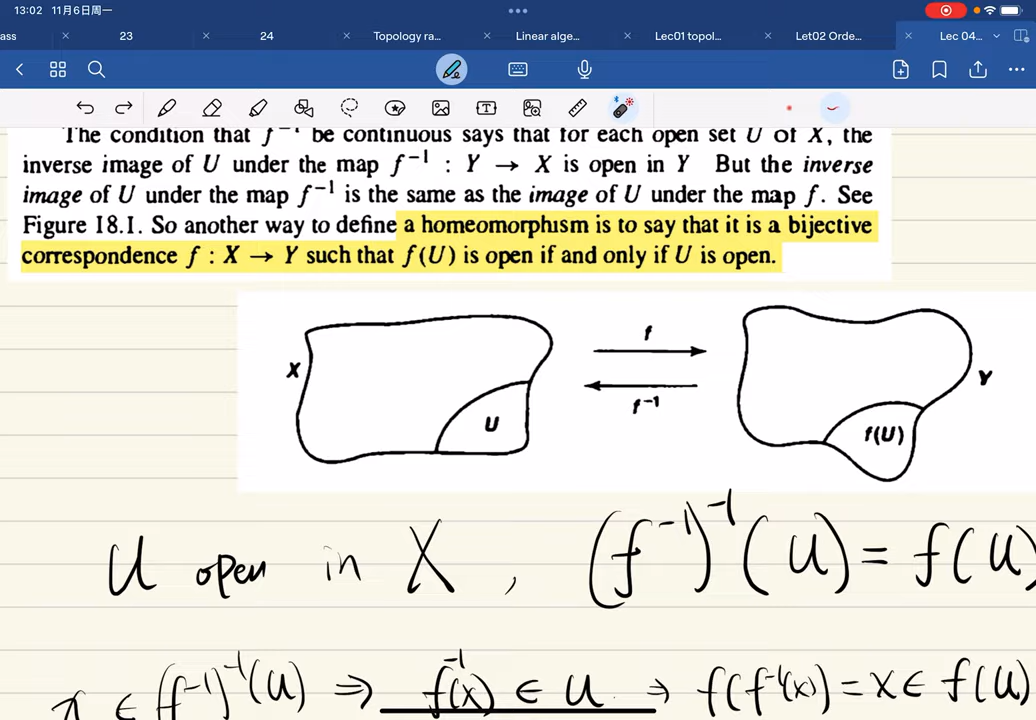 13:02 11月6日周一
ass 23 24 Topology ra... Linear alge... Lec01 topol... Let02 Orde... Lec 04...
The condition that f⁻¹ be continuous says that for each open set U of X, the
inverse image of U under the map f⁻¹ : Y → X is open in Y But the inverse
image of U under the map f⁻¹ is the same as the image of U under the map f. See
Figure 18.1. So another way to define a homeomorphism is to say that it is a bijective
correspondence f : X → Y such that f(U) is open if and only if U is open.
X U f f⁻¹ f(U) Y
U open in X , (f⁻¹)⁻¹(U) = f(U)
x ∈ (f⁻¹)⁻¹(U) ⇒ f⁻¹(x) ∈ U ⇒ f(f⁻¹(x)) = x ∈ f(U)